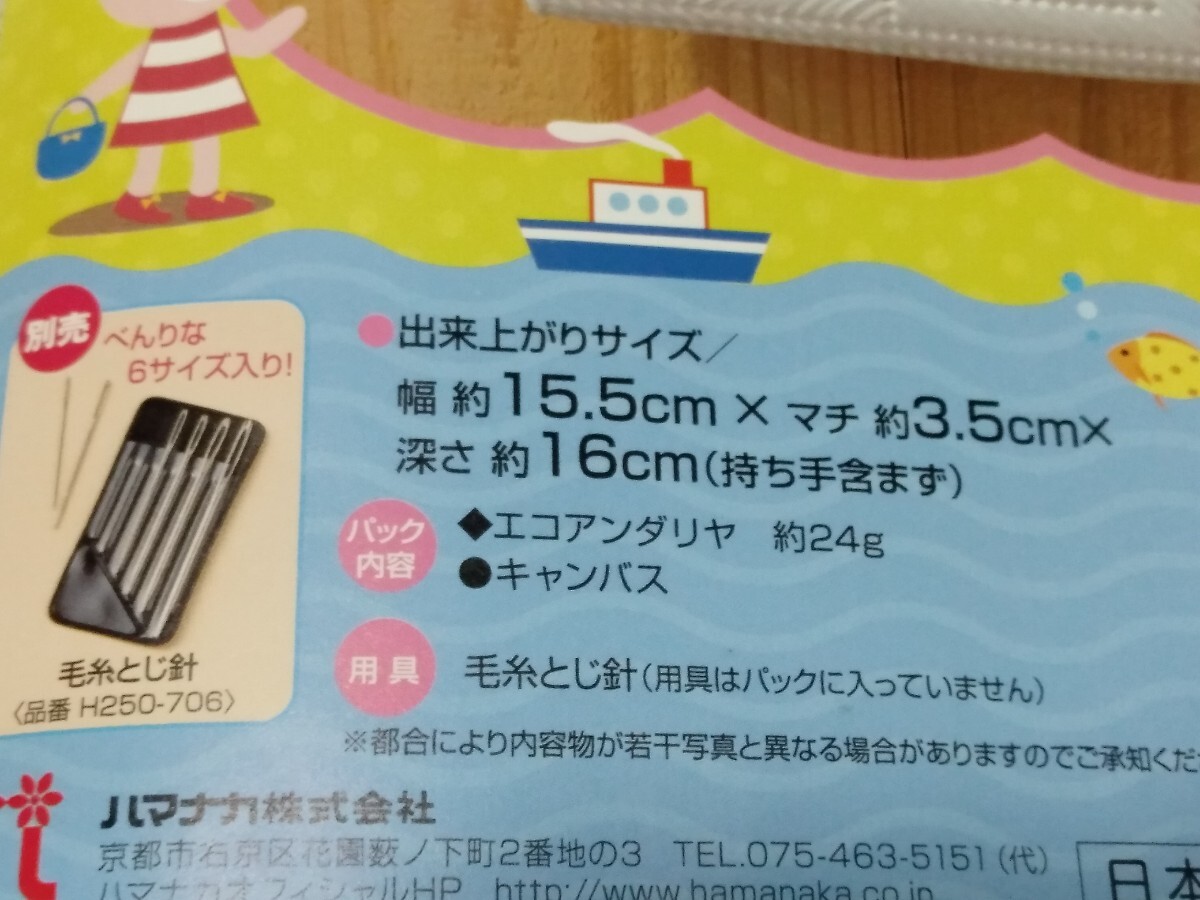 別売
べんりな
6サイズ入り!
毛糸とじ針
〈品番 H250-706〉
●出来上がりサイズ／
幅 約15.5cm × マチ 約3.5cm×
深さ 約16cm(持ち手含まず)
パック
内容
◆エコアンダリヤ 約24g
●キャンバス
用具
毛糸とじ針(用具はパックに入っていません)
※都合により内容物が若干写真と異なる場合がありますのでご承知くだ
ハマナカ株式会社
京都市右京区花園薮ノ下町2番地の3 TEL.075-463-5151(代)
ハマナカオフィシャルHP http://www.hamanaka.co.jp
日本